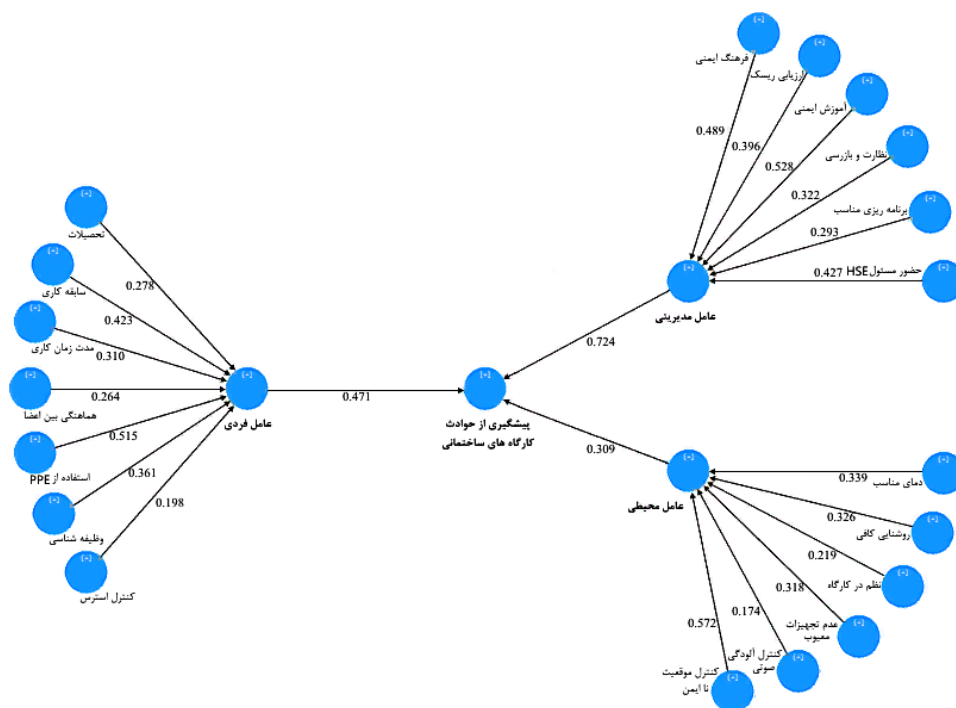 [+]
فرهنگ ایمنی
[+]
ارزیابی ریسک
[+]
آموزش ایمنی
[+]
نظارت و بازرسی
[+]
برنامه ریزی مناسب
[+]
حضور مسئول HSE
0.489
0.396
0.528
0.322
0.293
0.427
[+]
عامل مدیریتی
0.724
[+]
تحصیلات
[+]
سابقه کاری
[+]
مدت زمان کاری
[+]
هماهنگی بین اعضا
[+]
استفاده از PPE
[+]
وظیفه شناسی
[+]
کنترل استرس
0.278
0.423
0.310
0.264
0.515
0.361
0.198
[+]
عامل فردی
0.471
[+]
پیشگیری از حوادث
کارگاه های ساختمانی
0.309
[+]
عامل محیطی
0.339
0.326
0.219
0.318
0.174
0.572
[+]
دمای مناسب
[+]
روشنایی کافی
[+]
نظم در کارگاه
[+]
عدم تجهیزات
معیوب
[+]
کنترل آلودگی
صوتی
[+]
کنترل موقعیت
نا ایمن